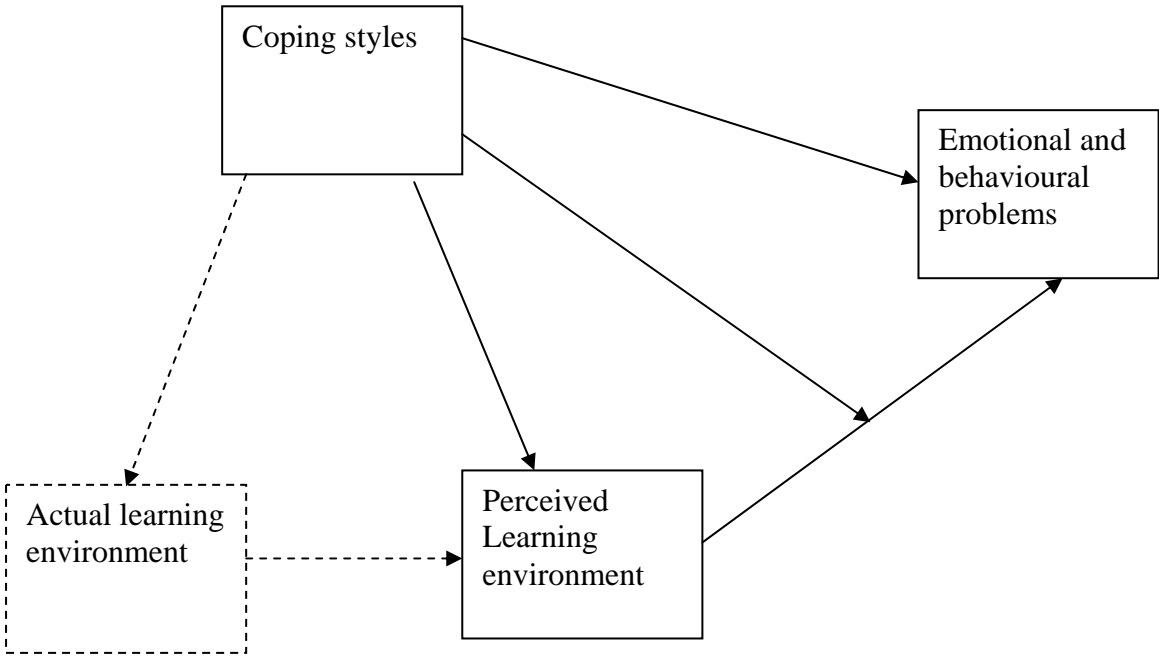 Coping styles
Emotional and
behavioural
problems
Actual learning
environment
Perceived
Learning
environment